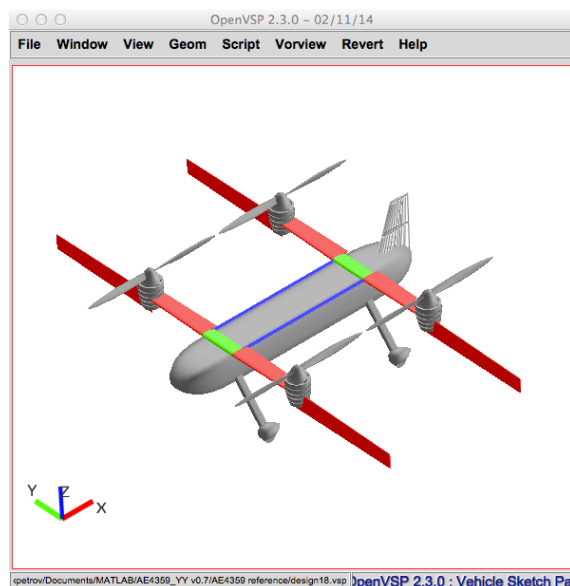 OpenVSP 2.3.0 – 02/11/14
File Window View Geom Script Vorview Revert Help
Y Z X
xpetrov/Documents/MATLAB/AE4359_YY v0.7/AE4359 reference/design18.vsp
OpenVSP 2.3.0 : Vehicle Sketch Pa